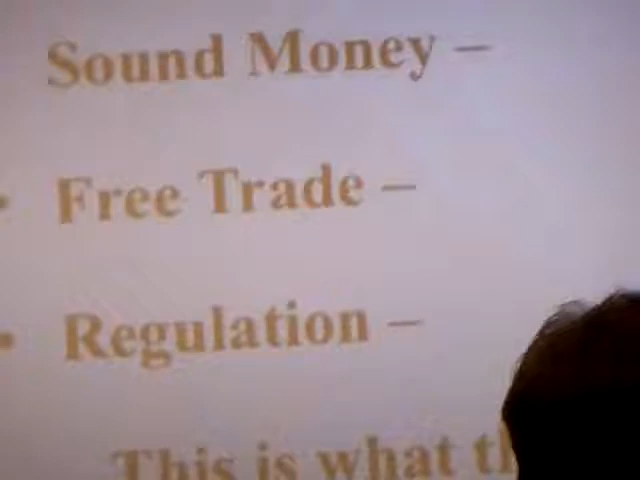 Sound Money –
• Free Trade –
• Regulation –
This is what